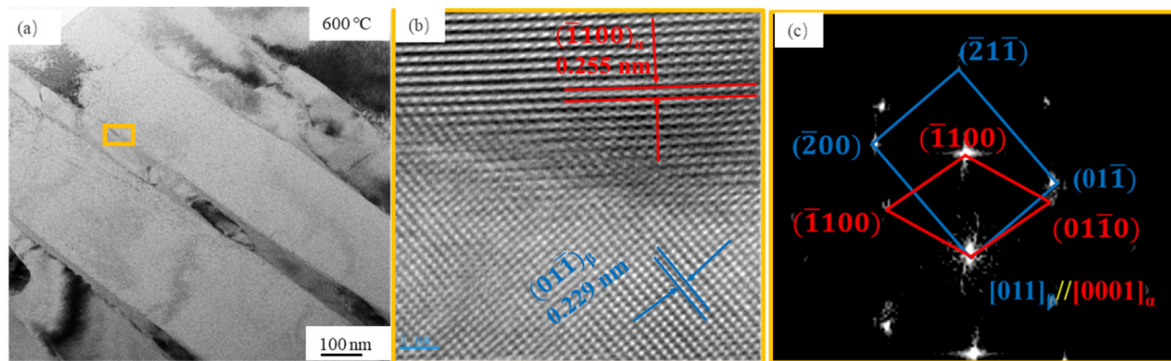 (a)
600 ℃
100 nm
(b)
(1̄100)α
0.255 nm
(011̄)β
0.229 nm
(c)
(2̄11̄)
(2̄00)
(1̄100)
(011̄)
(1̄100)
(011̄0)
[011]β//[0001]α